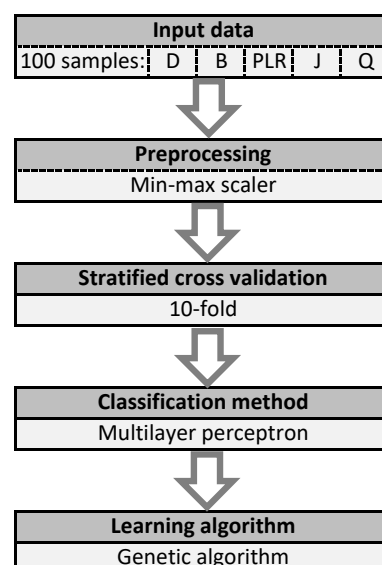 Input data
100 samples: D B PLR J Q
Preprocessing
Min-max scaler
Stratified cross validation
10-fold
Classification method
Multilayer perceptron
Learning algorithm
Genetic algorithm